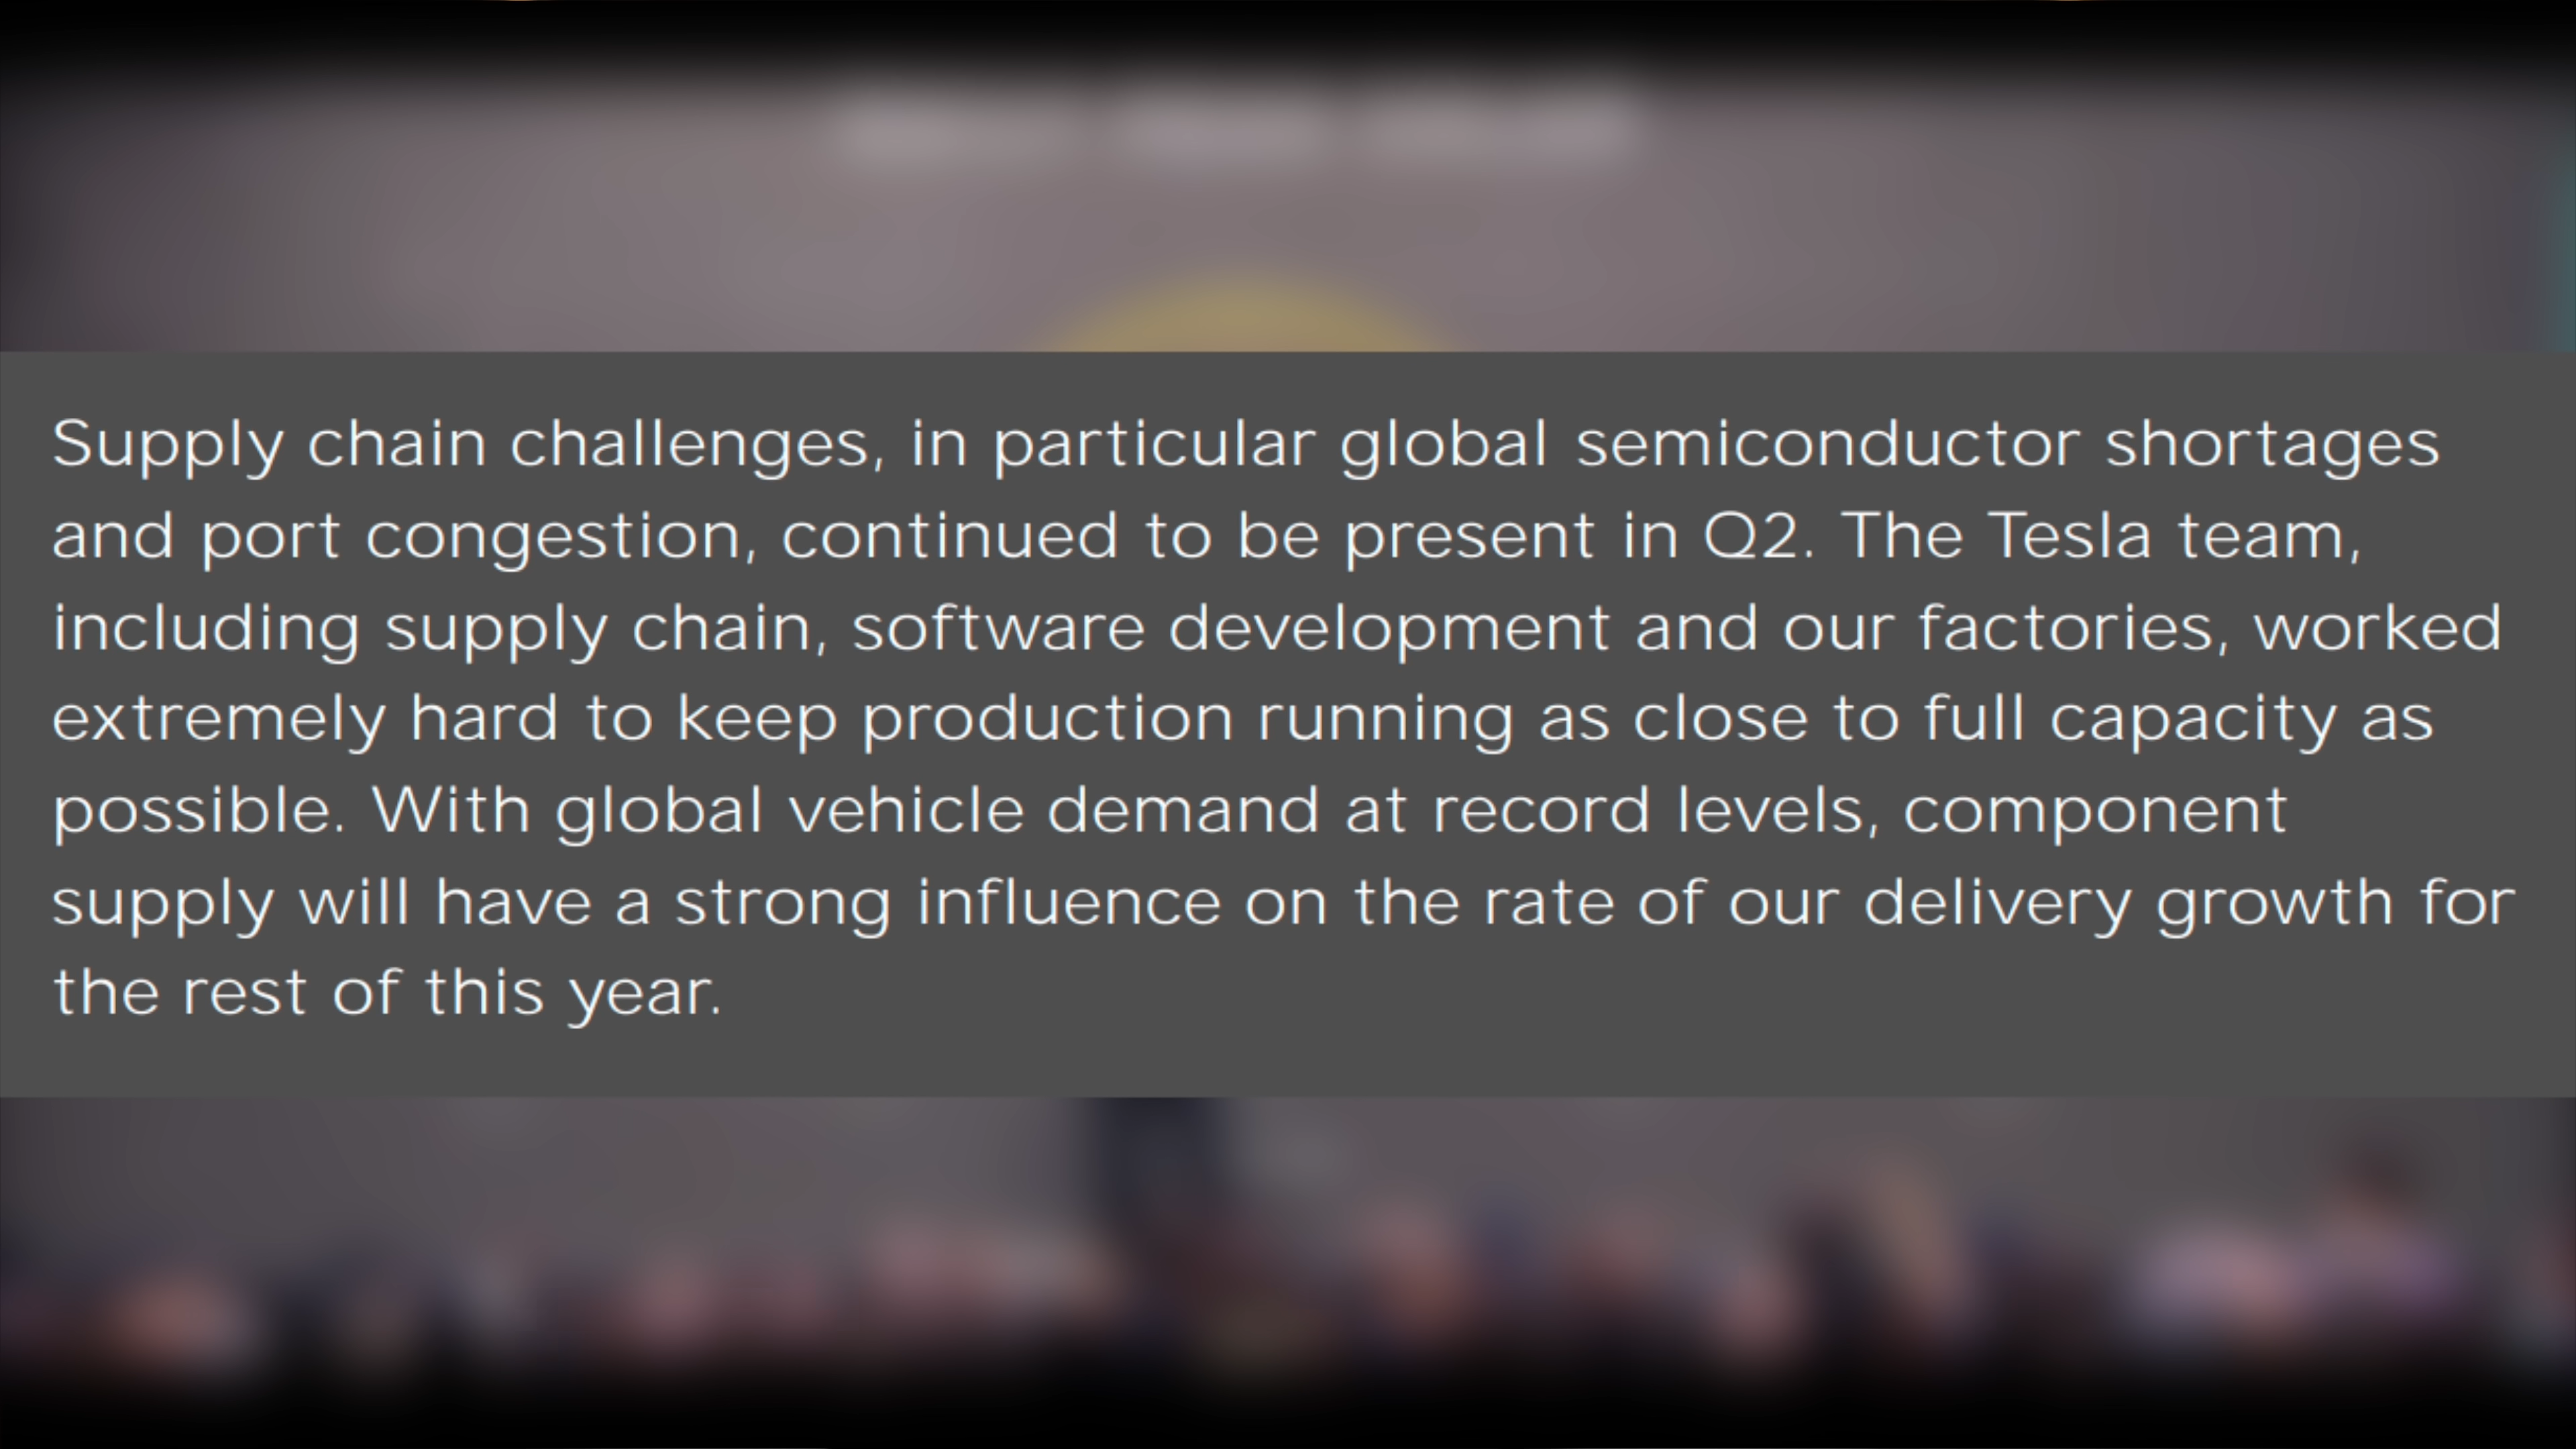 Supply chain challenges, in particular global semiconductor shortages
and port congestion, continued to be present in Q2. The Tesla team,
including supply chain, software development and our factories, worked
extremely hard to keep production running as close to full capacity as
possible. With global vehicle demand at record levels, component
supply will have a strong influence on the rate of our delivery growth for
the rest of this year.